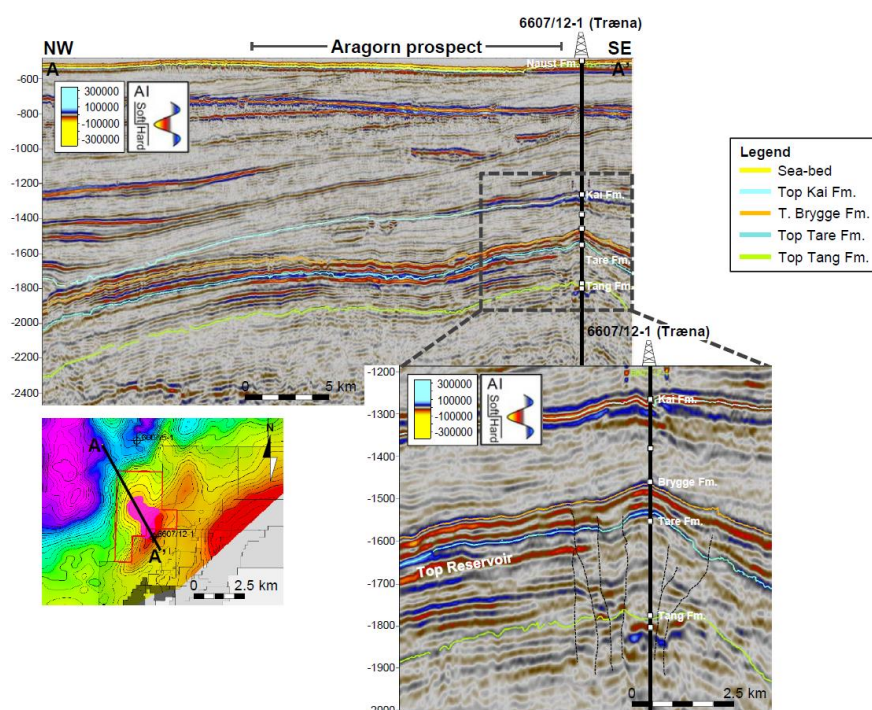 6607/12-1 (Træna)
NW
Aragorn prospect
SE
A
A'
Naust Fm.
-600
-800
-1000
-1200
-1400
-1600
-1800
-2000
-2200
-2400
300000
100000
-100000
-300000
AI
Soft
Hard
Kai Fm.
Tare Fm.
Tang Fm.
0
5 km
Legend
Sea-bed
Top Kai Fm.
T. Brygge Fm.
Top Tare Fm.
Top Tang Fm.
6607/12-1 (Træna)
-1200
-1300
-1400
-1500
-1600
-1700
-1800
-1900
-2000
300000
100000
-100000
-300000
AI
Soft
Hard
Kai Fm.
Brygge Fm.
Tare Fm.
Top Reservoir
Tang Fm.
0
2.5 km
A
N
6607/12-1
A'
0
2.5 km